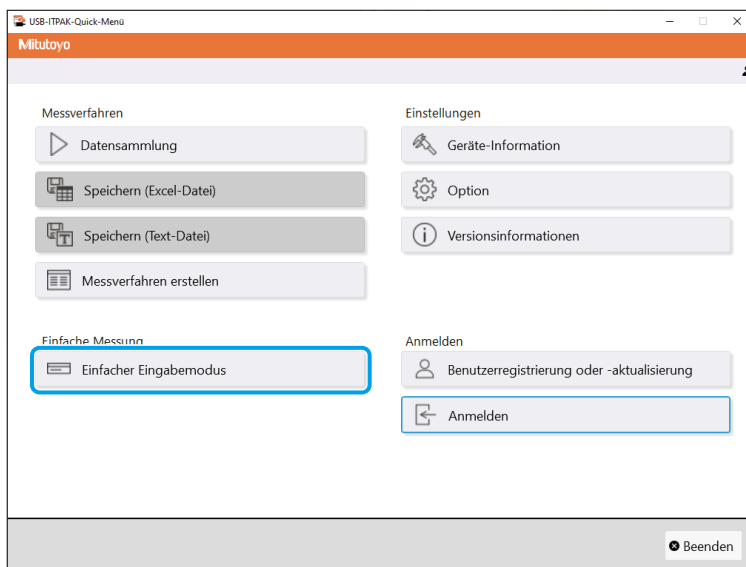 USB-ITPAK-Quick-Menü
Mitutoyo
Messverfahren
Datensammlung
Speichern (Excel-Datei)
Speichern (Text-Datei)
Messverfahren erstellen
Einfache Messung
Einfacher Eingabemodus
Einstellungen
Geräte-Information
Option
Versionsinformationen
Anmelden
Benutzerregistrierung oder -aktualisierung
Anmelden
Beenden